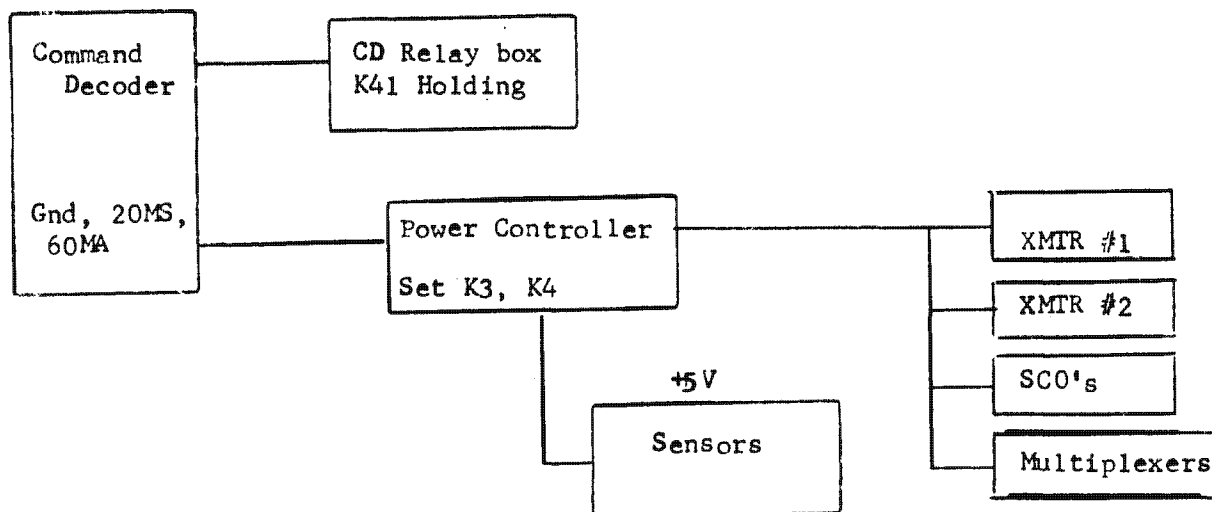 Command
Decoder
Gnd, 20MS,
60MA
CD Relay box
K41 Holding
Power Controller
Set K3, K4
+5V
Sensors
XMTR #1
XMTR #2
SCO's
Multiplexers